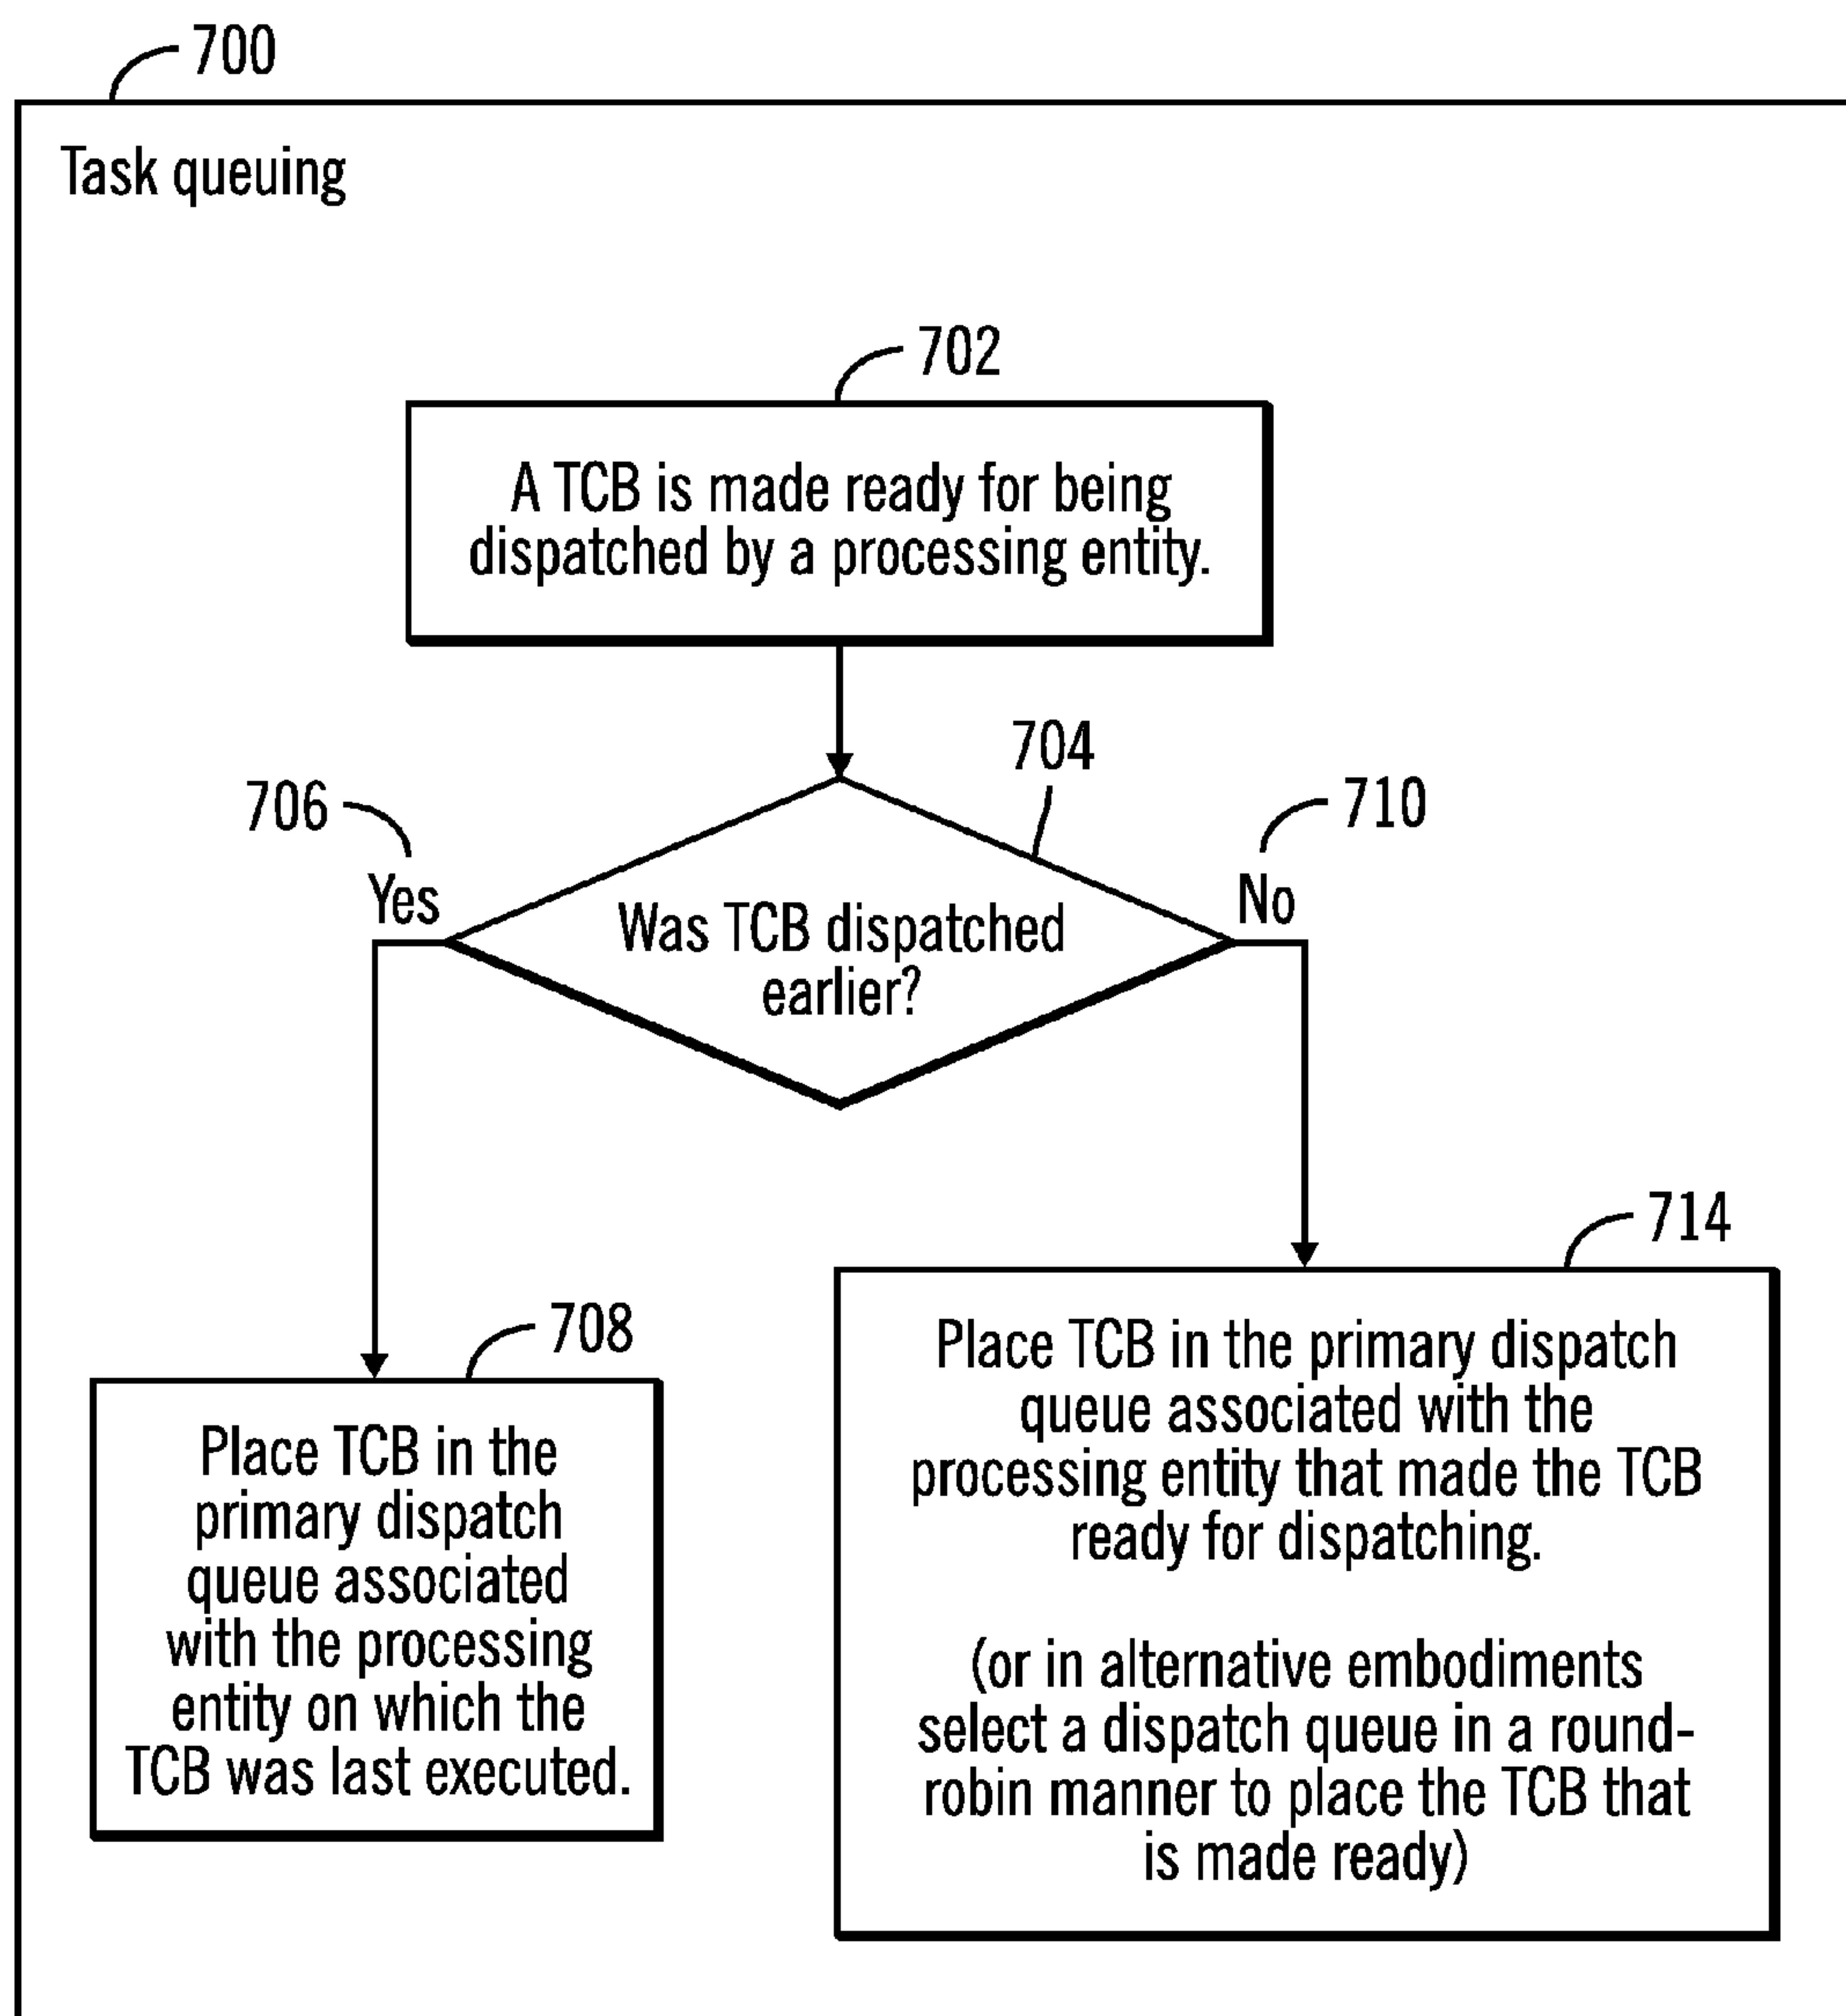 700
Task queuing
702
A TCB is made ready for being
dispatched by a processing entity.
704
706
710
Yes
No
Was TCB dispatched
earlier?
714
708
Place TCB in the primary dispatch
queue associated with the
processing entity that made the TCB
ready for dispatching.
(or in alternative embodiments
select a dispatch queue in a round-
robin manner to place the TCB that
is made ready)
Place TCB in the
primary dispatch
queue associated
with the processing
entity on which the
TCB was last executed.